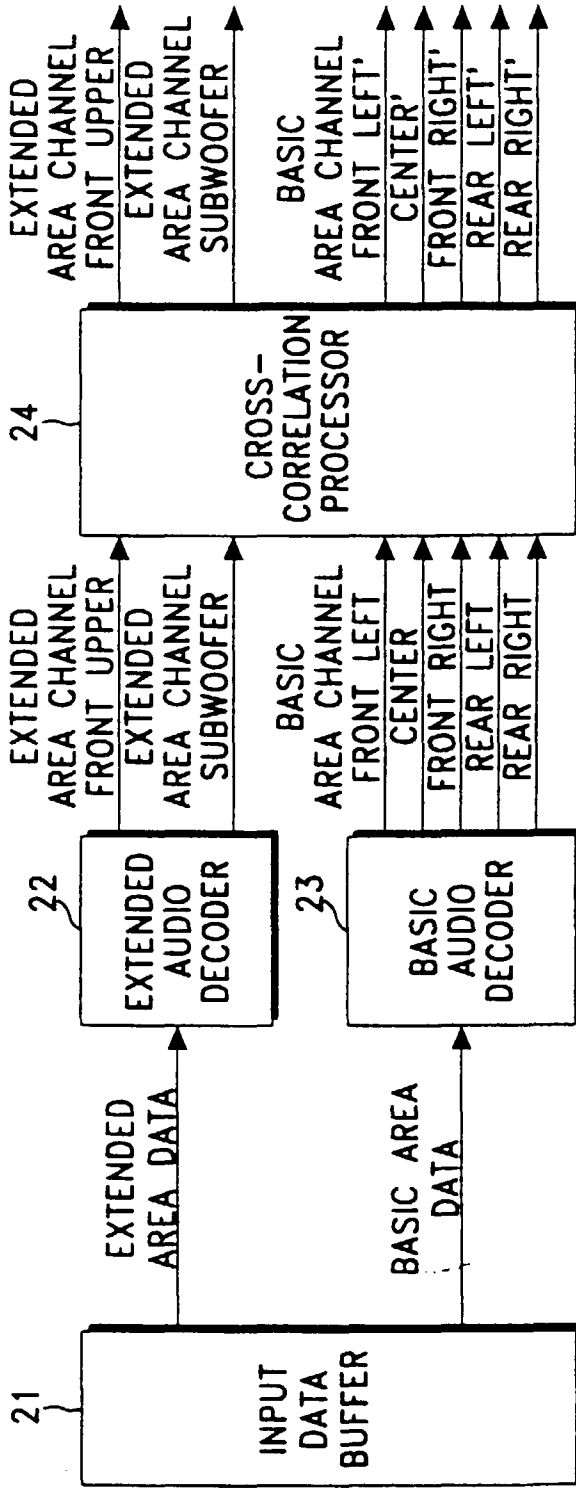 21
INPUT
DATA
BUFFER
EXTENDED
AREA DATA
BASIC AREA
DATA
22
EXTENDED
AUDIO
DECODER
23
BASIC
AUDIO
DECODER
EXTENDED
AREA CHANNEL
FRONT UPPER
EXTENDED
AREA CHANNEL
SUBWOOFER
BASIC
AREA CHANNEL
FRONT LEFT
CENTER
FRONT RIGHT
REAR LEFT
REAR RIGHT
24
CROSS-
CORRELATION
PROCESSOR
EXTENDED
AREA CHANNEL
FRONT UPPER
EXTENDED
AREA CHANNEL
SUBWOOFER
BASIC
AREA CHANNEL
FRONT LEFT'
CENTER'
FRONT RIGHT'
REAR LEFT'
REAR RIGHT'